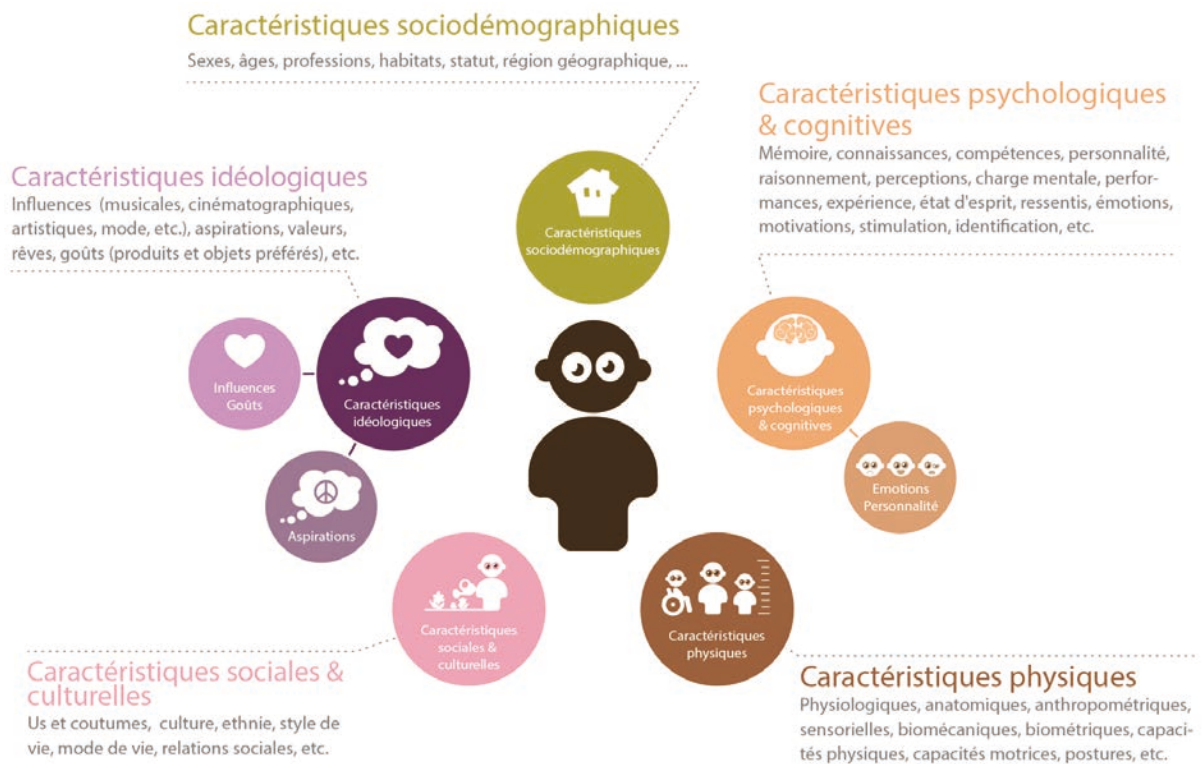 Caractéristiques sociodémographiques
Sexes, âges, professions, habitats, statut, région géographique, ...
Caractéristiques psychologiques
& cognitives
Mémoire, connaissances, compétences, personnalité,
raisonnement, perceptions, charge mentale, perfor-
mances, expérience, état d'esprit, ressentis, émotions,
motivations, stimulation, identification, etc.
Caractéristiques idéologiques
Influences (musicales, cinématographiques,
artistiques, mode, etc.), aspirations, valeurs,
rêves, goûts (produits et objets préférés), etc.
Caractéristiques
sociodémographiques
Influences
Goûts
Caractéristiques
idéologiques
Caractéristiques
psychologiques
& cognitives
Emotions
Personnalité
Aspirations
Caractéristiques
sociales &
culturelles
Caractéristiques
physiques
Caractéristiques sociales &
culturelles
Us et coutumes, culture, ethnie, style de
vie, mode de vie, relations sociales, etc.
Caractéristiques physiques
Physiologiques, anatomiques, anthropométriques,
sensorielles, biomécaniques, biométriques, capaci-
tés physiques, capacités motrices, postures, etc.